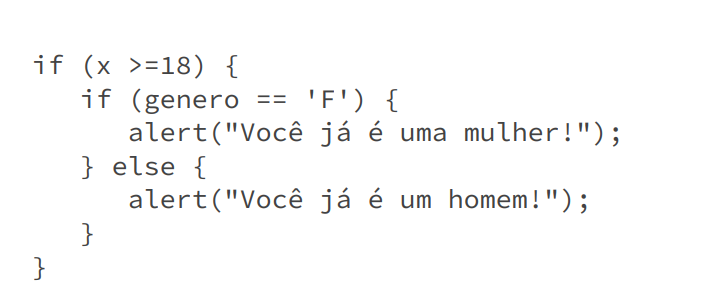 if (x >=18) {
   if (genero == 'F') {
      alert("Você já é uma mulher!");
   } else {
      alert("Você já é um homem!");
   }
}